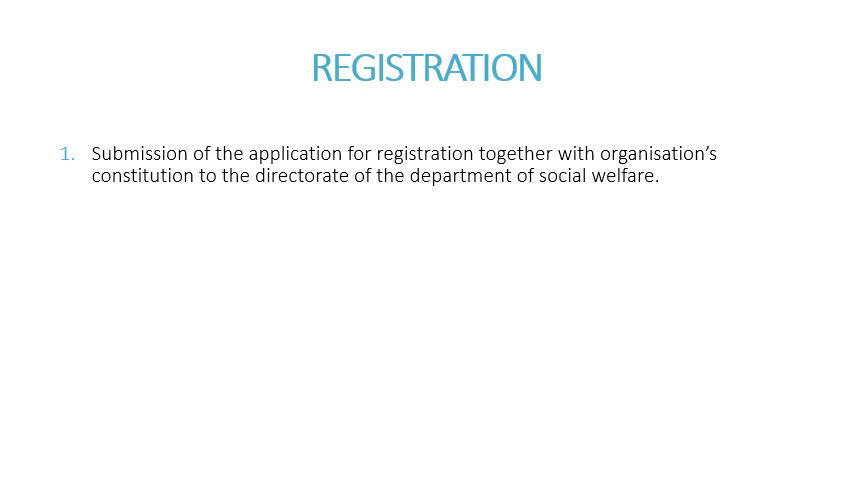 REGISTRATION
1. Submission of the application for registration together with organisation’s
constitution to the directorate of the department of social welfare.